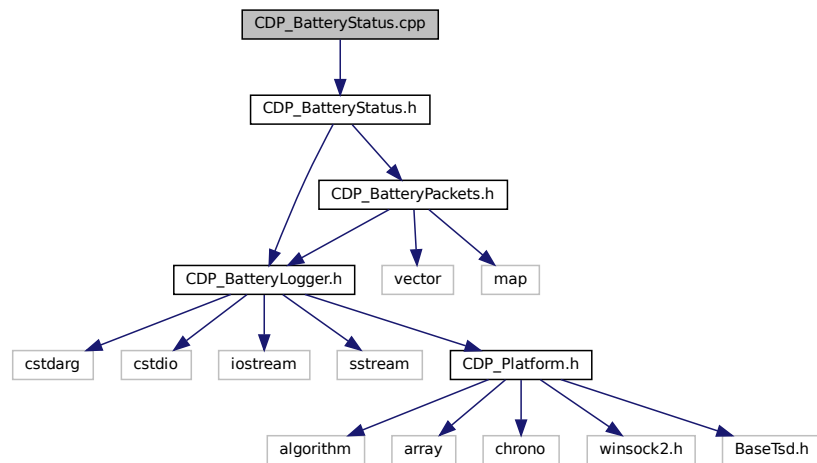 CDP_BatteryStatus.cpp
CDP_BatteryStatus.h
CDP_BatteryPackets.h
CDP_BatteryLogger.h
vector
map
cstdarg
cstdio
iostream
sstream
CDP_Platform.h
algorithm
array
chrono
winsock2.h
BaseTsd.h